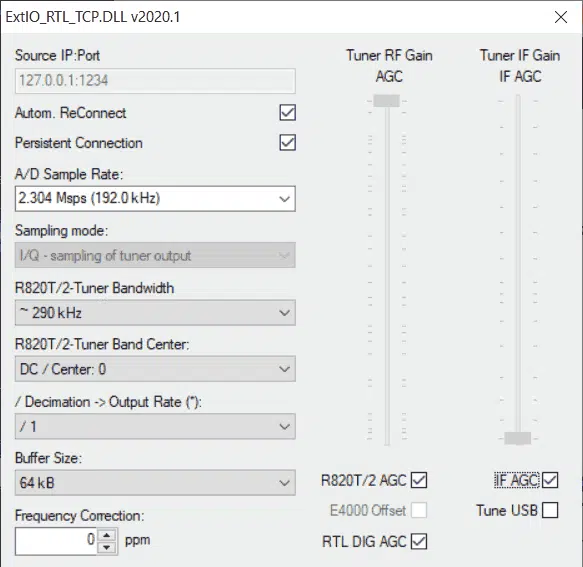 ExtIO_RTL_TCP.DLL v2020.1
Source IP:Port
127.0.0.1:1234
Autom. ReConnect
Persistent Connection
A/D Sample Rate:
2.304 Msps (192.0 kHz)
Sampling mode:
I/Q - sampling of tuner output
R820T/2-Tuner Bandwidth
~ 290 kHz
R820T/2-Tuner Band Center:
DC / Center: 0
/ Decimation -> Output Rate (*):
/ 1
Buffer Size:
64 kB
Frequency Correction:
0 ppm
Tuner RF Gain
AGC
R820T/2 AGC
E4000 Offset
RTL DIG AGC
Tuner IF Gain
IF AGC
IF AGC
Tune USB